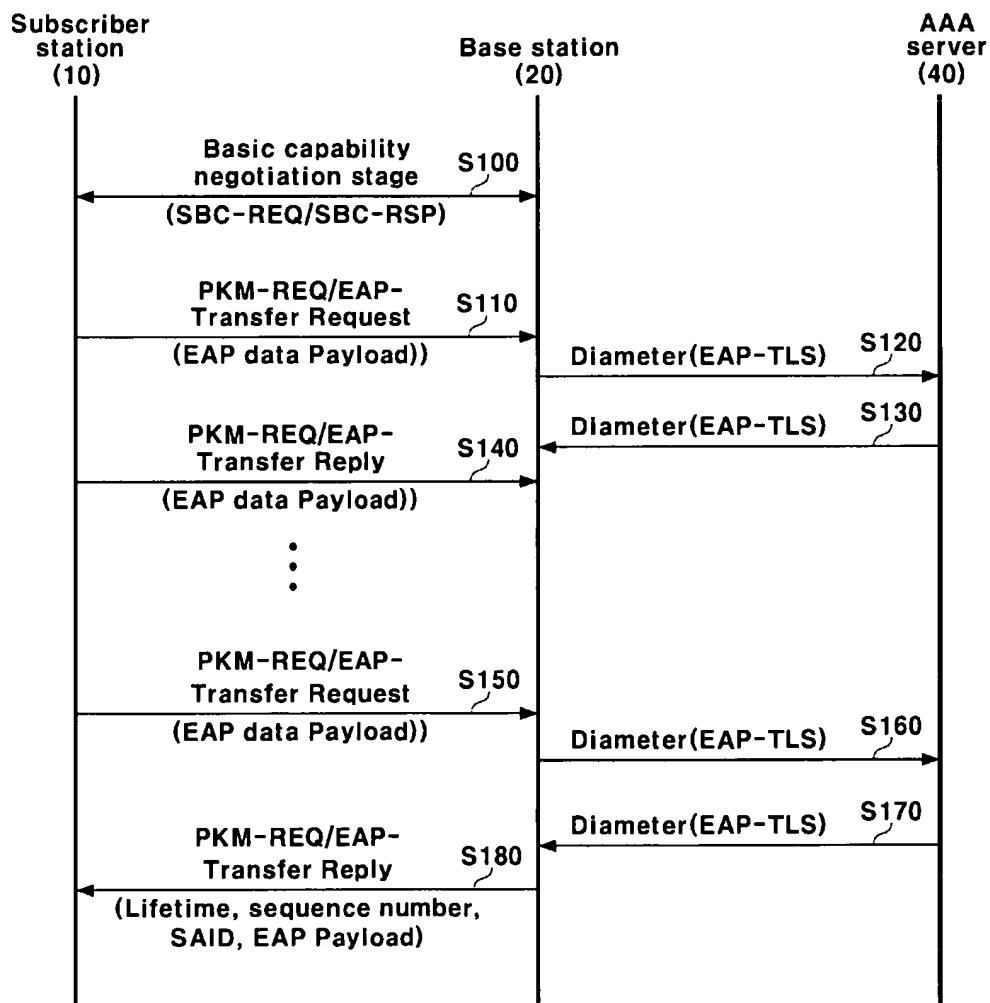 Subscriber
station
(10)
Base station
(20)
AAA
server
(40)
Basic capability
negotiation stage
S100
(SBC-REQ/SBC-RSP)
PKM-REQ/EAP-
Transfer Request
S110
(EAP data Payload))
Diameter(EAP-TLS)
S120
Diameter(EAP-TLS)
S130
PKM-REQ/EAP-
Transfer Reply
S140
(EAP data Payload))
PKM-REQ/EAP-
Transfer Request
S150
(EAP data Payload))
Diameter(EAP-TLS)
S160
Diameter(EAP-TLS)
S170
PKM-REQ/EAP-
Transfer Reply
S180
(Lifetime, sequence number,
SAID, EAP Payload)